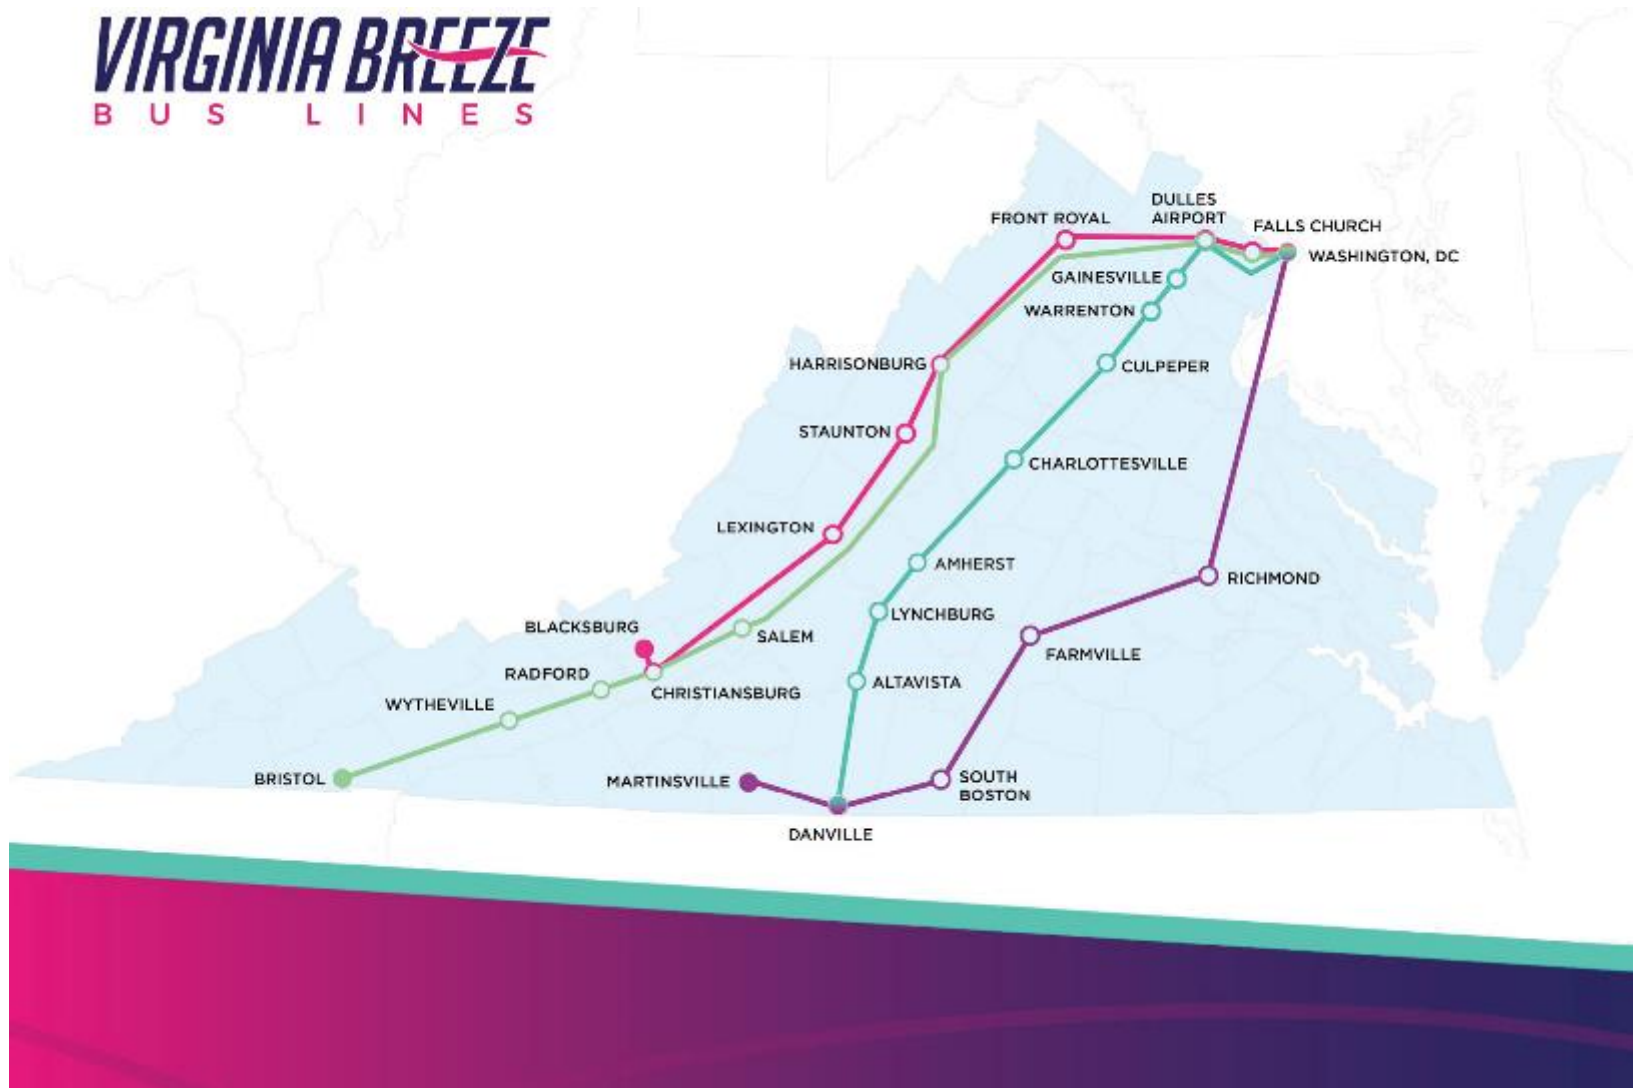 VIRGINIA BREEZE
BUS LINES
DULLES
AIRPORT
FRONT ROYAL
FALLS CHURCH
WASHINGTON, DC
GAINESVILLE
WARRENTON
HARRISONBURG
CULPEPER
STAUNTON
CHARLOTTESVILLE
LEXINGTON
AMHERST
RICHMOND
LYNCHBURG
BLACKSBURG
SALEM
FARMVILLE
RADFORD
ALTAVISTA
CHRISTIANSBURG
WYTHEVILLE
BRISTOL
MARTINSVILLE
SOUTH
BOSTON
DANVILLE